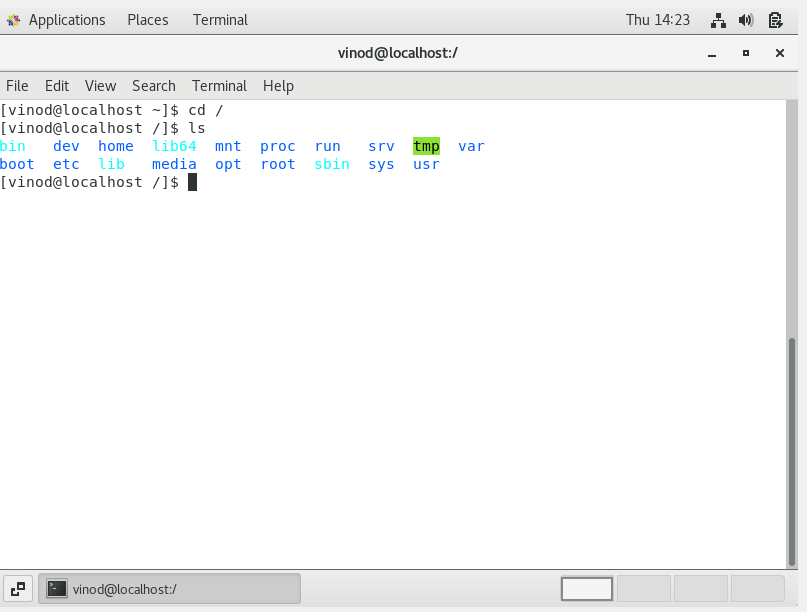 Applications Places Terminal Thu 14:23
vinod@localhost:/
File Edit View Search Terminal Help
[vinod@localhost ~]$ cd /
[vinod@localhost /]$ ls
bin dev home lib64 mnt proc run srv tmp var
boot etc lib media opt root sbin sys usr
[vinod@localhost /]$
vinod@localhost:/